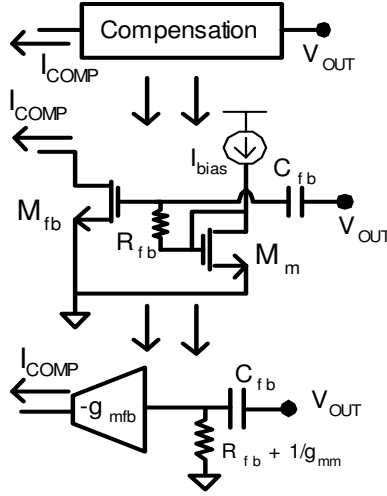 Compensation
I_COMP
V_OUT
I_COMP
I_bias
C_fb
M_fb
R_fb
M_m
V_OUT
I_COMP
-g_mfb
C_fb
V_OUT
R_fb + 1/g_mm